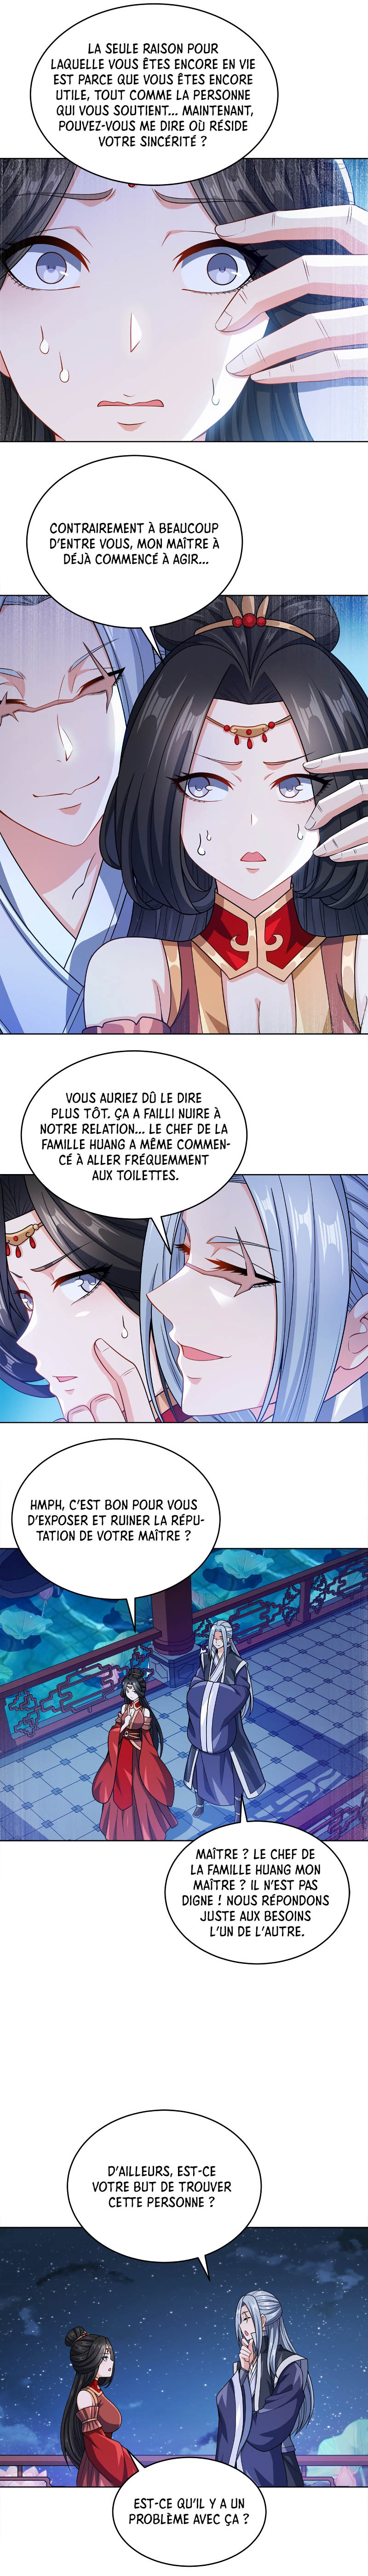 LA SEULE RAISON POUR
LAQUELLE VOUS ÊTES ENCORE EN VIE
EST PARCE QUE VOUS ÊTES ENCORE
UTILE, TOUT COMME LA PERSONNE
QUI VOUS SOUTIENT... MAINTENANT,
POUVEZ-VOUS ME DIRE OÙ RÉSIDE
VOTRE SINCÉRITÉ ?
CONTRAIREMENT À BEAUCOUP
D'ENTRE VOUS, MON MAÎTRE A
DÉJÀ COMMENCÉ À AGIR...
VOUS AURIEZ DÛ LE DIRE
PLUS TÔT. ÇA A FAILLI NUIRE À
NOTRE RELATION... LE CHEF DE LA
FAMILLE HUANG A MÊME COMMEN-
CÉ À ALLER FRÉQUEMMENT
AUX TOILETTES.
HMPH, C'EST BON POUR VOUS
D'EXPOSER ET RUINER LA RÉPU-
TATION DE VOTRE MAÎTRE ?
MAÎTRE ? LE CHEF DE
LA FAMILLE HUANG MON
MAÎTRE ? IL N'EST PAS
DIGNE ! NOUS RÉPONDONS
JUSTE AUX BESOINS
L'UN DE L'AUTRE.
D'AILLEURS, EST-CE
VOTRE BUT DE TROUVER
CETTE PERSONNE ?
EST-CE QU'IL Y A UN
PROBLÈME AVEC ÇA ?